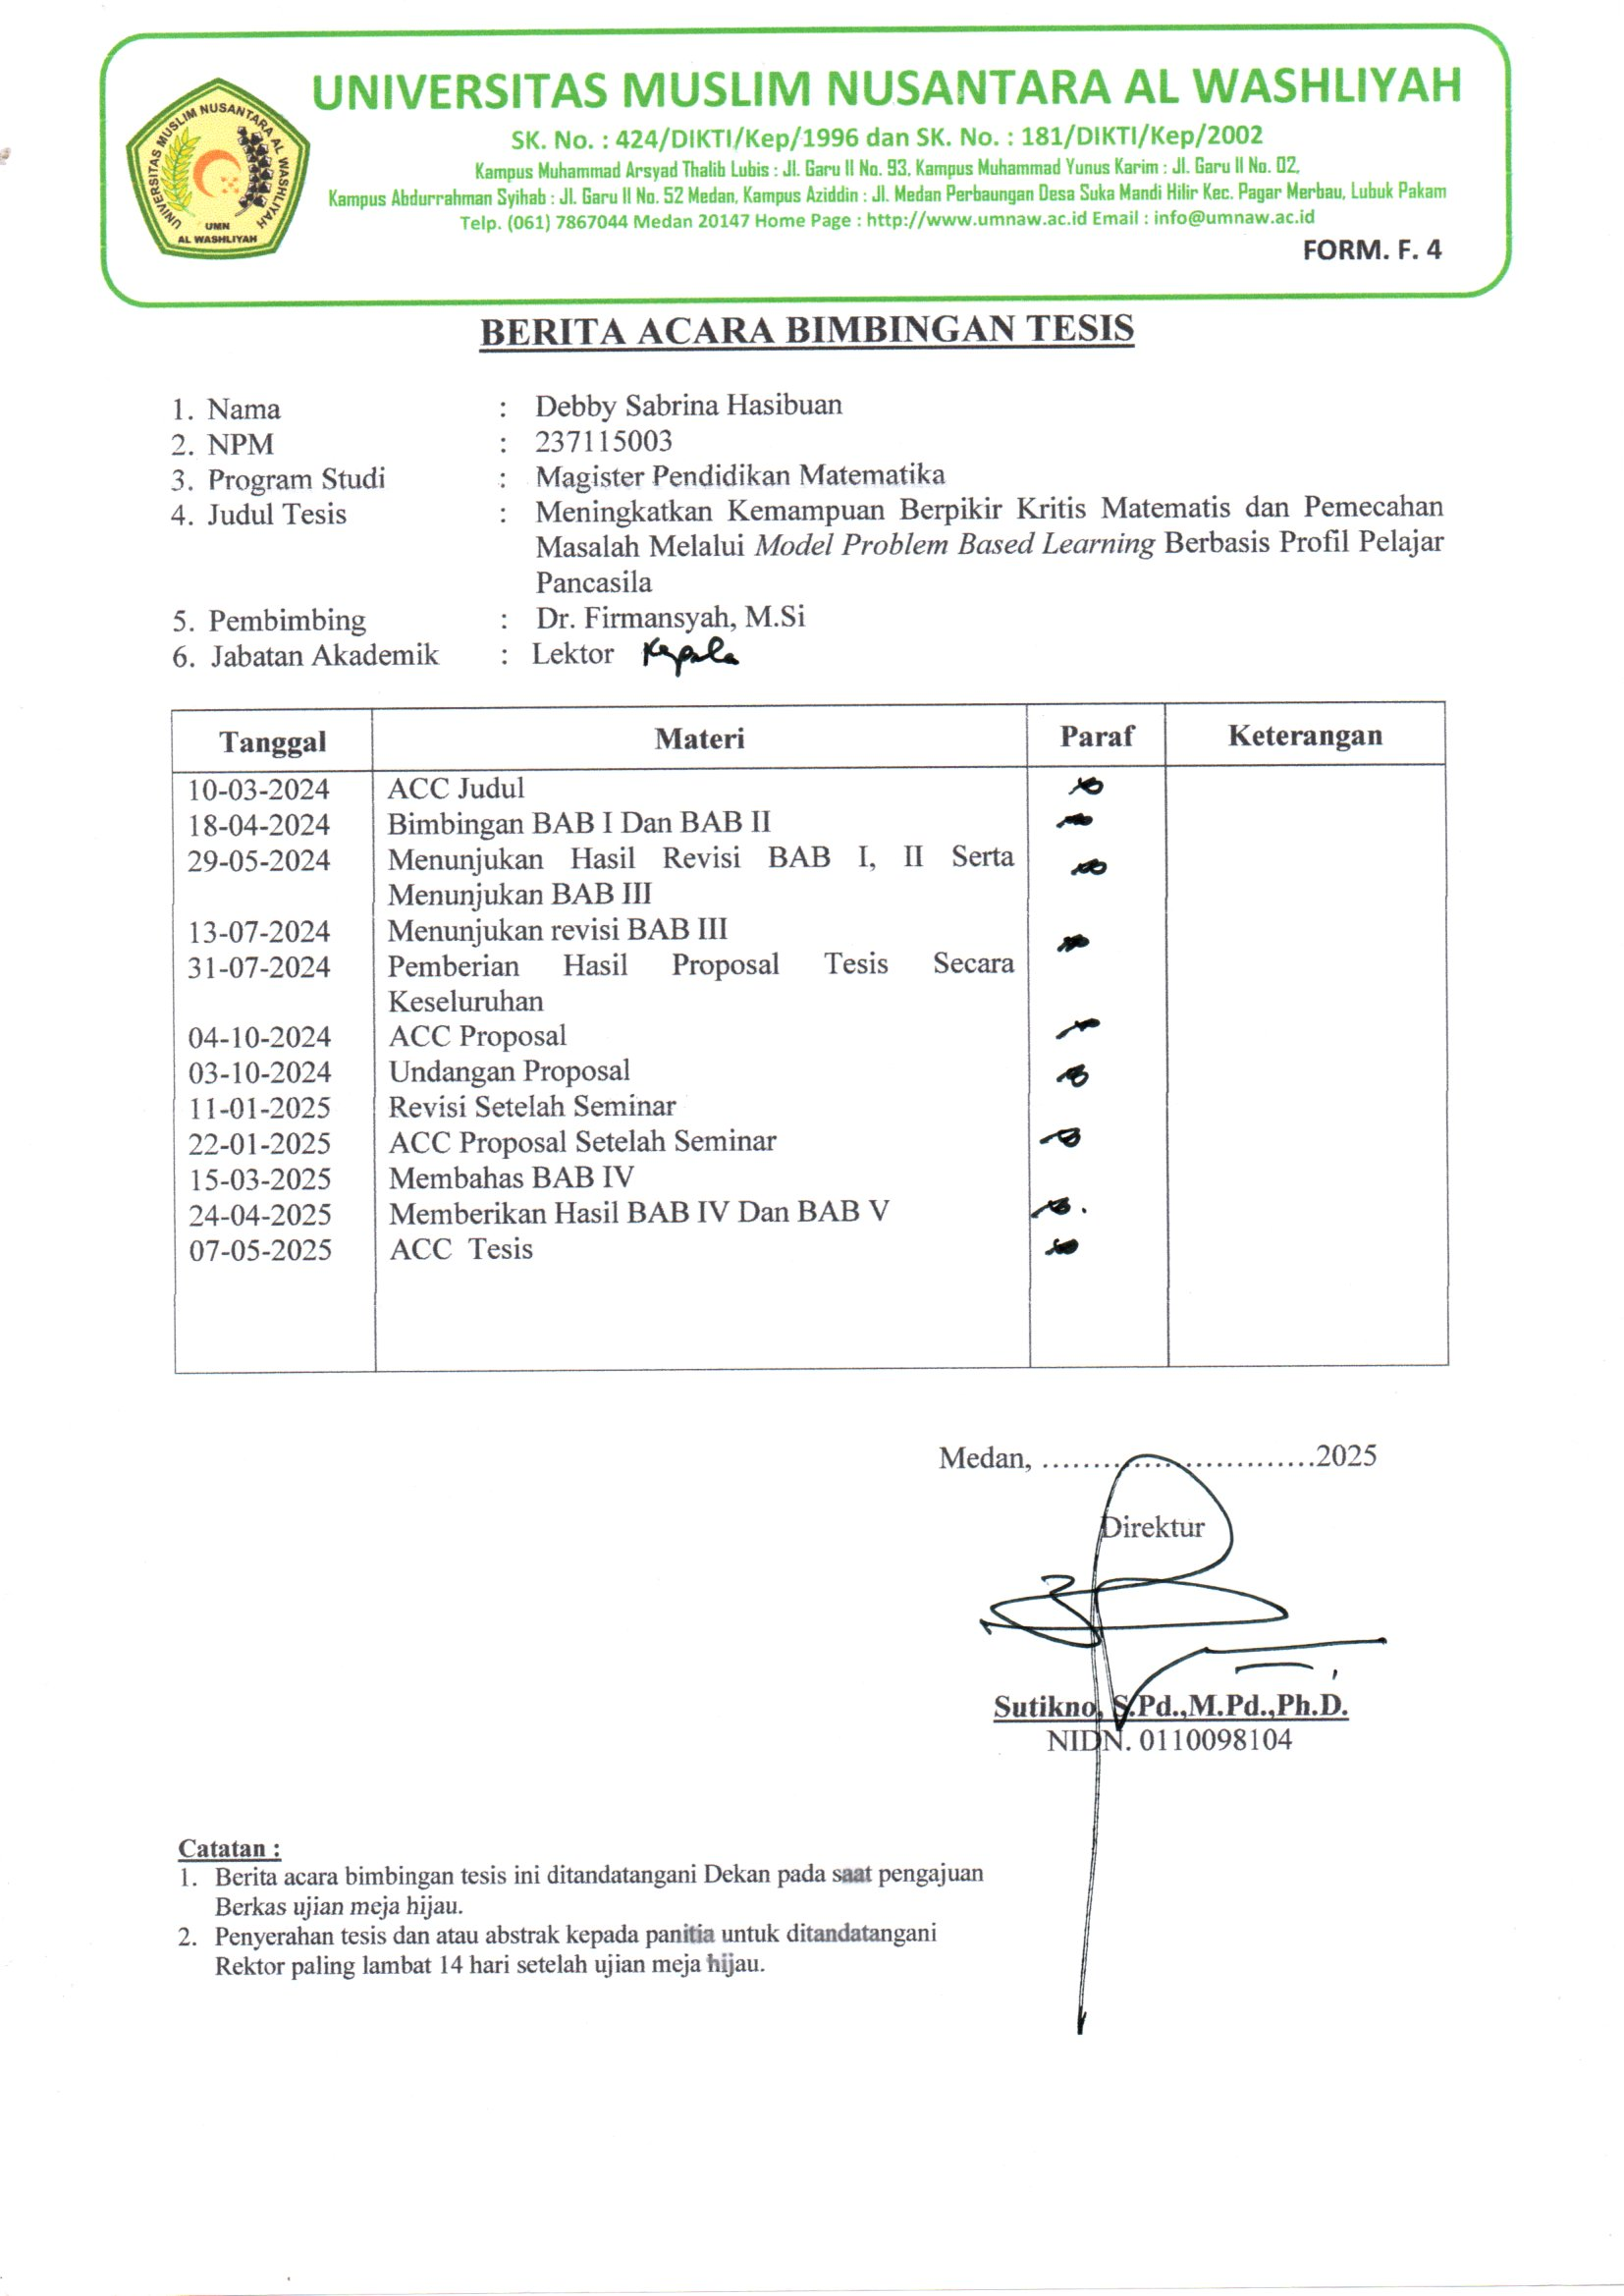 UNIVERSITAS MUSLIM NUSANTARA AL WASHLIYAH
UMN
AL WASHLIYAH
UNIVERSITAS MUSLIM NUSANTARA AL WASHLIYAH
SK. No. : 424/DIKTI/Kep/1996 dan SK. No. : 181/DIKTI/Kep/2002
Kampus Muhammad Arsyad Thalib Lubis : Jl. Garu II No. 93, Kampus Muhammad Yunus Karim : Jl. Garu II No. 02,
Kampus Abdurrahman Syihab : Jl. Garu II No. 52 Medan, Kampus Aziddin : Jl. Medan Perbaungan Desa Suka Mandi Hilir Kec. Pagar Merbau, Lubuk Pakam
Telp. (061) 7867044 Medan 20147 Home Page : http://www.umnaw.ac.id Email : info@umnaw.ac.id
FORM. F. 4
BERITA ACARA BIMBINGAN TESIS
1. Nama : Debby Sabrina Hasibuan
2. NPM : 237115003
3. Program Studi : Magister Pendidikan Matematika
4. Judul Tesis : Meningkatkan Kemampuan Berpikir Kritis Matematis dan Pemecahan
Masalah Melalui Model Problem Based Learning Berbasis Profil Pelajar
Pancasila
5. Pembimbing : Dr. Firmansyah, M.Si
6. Jabatan Akademik : Lektor Kepala
Tanggal Materi Paraf Keterangan
10-03-2024 ACC Judul
18-04-2024 Bimbingan BAB I Dan BAB II
29-05-2024 Menunjukan Hasil Revisi BAB I, II Serta
Menunjukan BAB III
13-07-2024 Menunjukan revisi BAB III
31-07-2024 Pemberian Hasil Proposal Tesis Secara
Keseluruhan
04-10-2024 ACC Proposal
03-10-2024 Undangan Proposal
11-01-2025 Revisi Setelah Seminar
22-01-2025 ACC Proposal Setelah Seminar
15-03-2025 Membahas BAB IV
24-04-2025 Memberikan Hasil BAB IV Dan BAB V
07-05-2025 ACC Tesis
Medan, ...........................2025
Direktur
Sutikno, S.Pd.,M.Pd.,Ph.D.
NIDN. 0110098104
Catatan :
1. Berita acara bimbingan tesis ini ditandatangani Dekan pada saat pengajuan
Berkas ujian meja hijau.
2. Penyerahan tesis dan atau abstrak kepada panitia untuk ditandatangani
Rektor paling lambat 14 hari setelah ujian meja hijau.